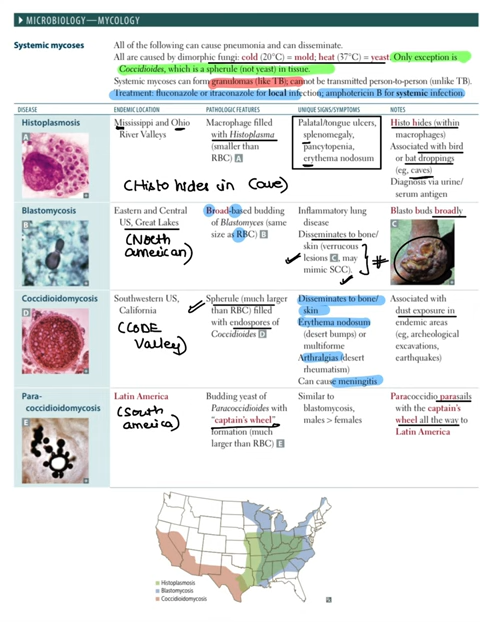 ▶ MICROBIOLOGY—MYCOLOGY
Systemic mycoses
All of the following can cause pneumonia and can disseminate.
All are caused by dimorphic fungi: cold (20°C) = mold; heat (37°C) = yeast. Only exception is
Coccidioides, which is a spherule (not yeast) in tissue.
Systemic mycoses can form granulomas (like TB); cannot be transmitted person-to-person (unlike TB).
Treatment: fluconazole or itraconazole for local infection; amphotericin B for systemic infection.
DISEASE
ENDEMIC LOCATION
PATHOLOGIC FEATURES
UNIQUE SIGNS/SYMPTOMS
NOTES
Histoplasmosis
A
Mississippi and Ohio
River Valleys
Macrophage filled
with Histoplasma
(smaller than
RBC) A
Palatal/tongue ulcers,
splenomegaly,
pancytopenia,
erythema nodosum
Histo hides (within
macrophages)
Associated with bird
or bat droppings
(eg, caves)
Diagnosis via urine/
serum antigen
(Histo hides in Cave)
Blastomycosis
B
Eastern and Central
US, Great Lakes
(North
american)
Broad-based budding
of Blastomyces (same
size as RBC) B
Inflammatory lung
disease
Disseminates to bone/
skin (verrucous
lesions C, may
mimic SCC).
Blasto buds broadly
C
Coccidioidomycosis
D
Southwestern US,
California
(CODE
Valley)
Spherule (much larger
than RBC) filled
with endospores of
Coccidioides D
Disseminates to bone/
skin
Erythema nodosum
(desert bumps) or
multiforme
Arthralgias (desert
rheumatism)
Can cause meningitis
Associated with
dust exposure in
endemic areas
(eg, archeological
excavations,
earthquakes)
Para-
coccidioidomycosis
E
Latin America
(South
america)
Budding yeast of
Paracoccidioides with
“captain’s wheel”
formation (much
larger than RBC) E
Similar to
blastomycosis,
males > females
Paracoccidio parasails
with the captain’s
wheel all the way to
Latin America
Histoplasmosis
Blastomycosis
Coccidioidomycosis